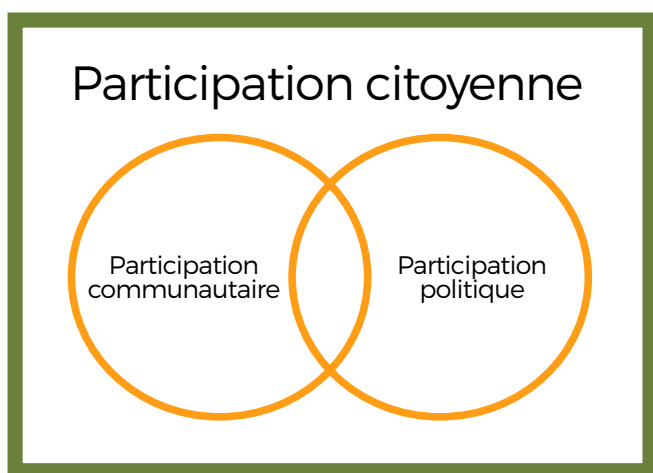 Participation citoyenne
Participation
communautaire
Participation
politique